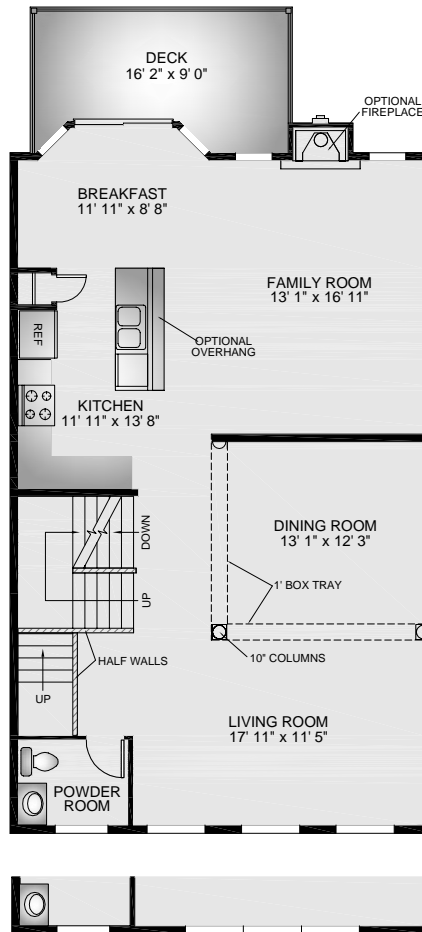 DECK
16' 2" x 9' 0"
OPTIONAL
FIREPLACE
BREAKFAST
11' 11" x 8' 8"
FAMILY ROOM
13' 1" x 16' 11"
REF
OPTIONAL
OVERHANG
KITCHEN
11' 11" x 13' 8"
DOWN
DINING ROOM
13' 1" x 12' 3"
1' BOX TRAY
UP
HALF WALLS
10" COLUMNS
UP
LIVING ROOM
17' 11" x 11' 5"
POWDER
ROOM